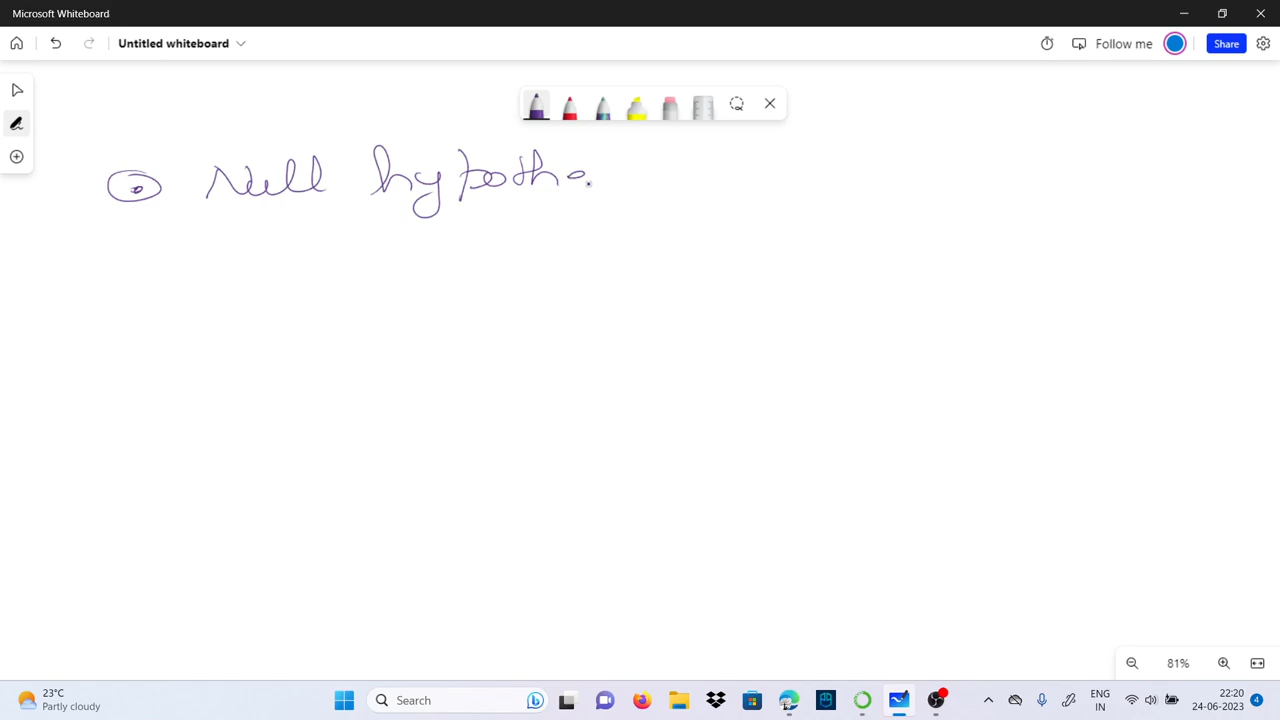 Microsoft Whiteboard
Untitled whiteboard
Follow me
Share
Null hypothe
81%
23°C
Partly cloudy
Search
ENG
IN
22:20
24-06-2023
4